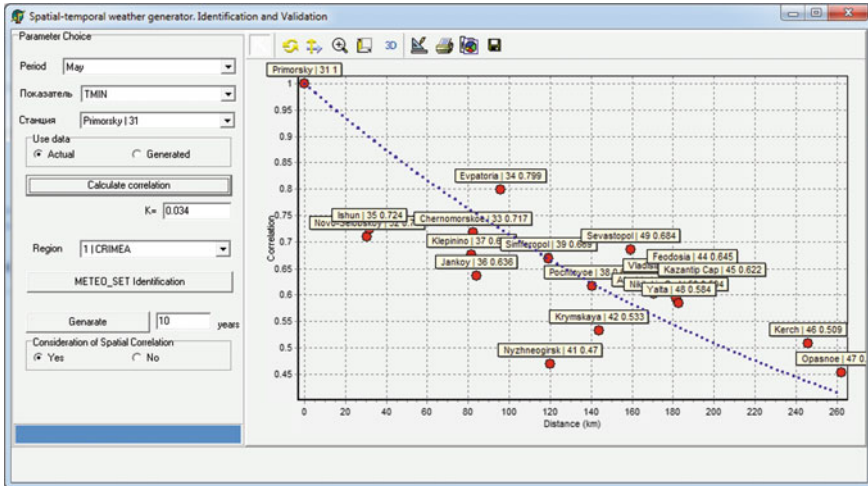 Spatial-temporal weather generator. Identification and Validation
Parameter Choice
Period May
Показатель TMIN
Станция Primorsky | 31
Use data
Actual Generated
Calculate correlation
K= 0.034
Region 1 | CRIMEA
METEO_SET Identification
Genarate 10 years
Consideration of Spatial Correlation
Yes No
3D
Primorsky | 31 1
Evpatoria | 34 0.799
Ishun | 35 0.724
Chernomorskoe | 33 0.717
Klepinino | 37
Jankoy | 36 0.636
Simferopol | 39
Sevastopol | 49 0.684
Feodosia | 44 0.645
Kazantip Cap | 45 0.622
Yalta | 48 0.584
Krymskaya | 42 0.533
Nyzhneogirsk | 41 0.47
Kerch | 46 0.509
Opasnoe | 47 0.
1
0.95
0.9
0.85
0.8
0.75
0.7
0.65
0.6
0.55
0.5
0.45
Correlation
0 20 40 60 80 100 120 140 160 180 200 220 240 260
Distance (km)